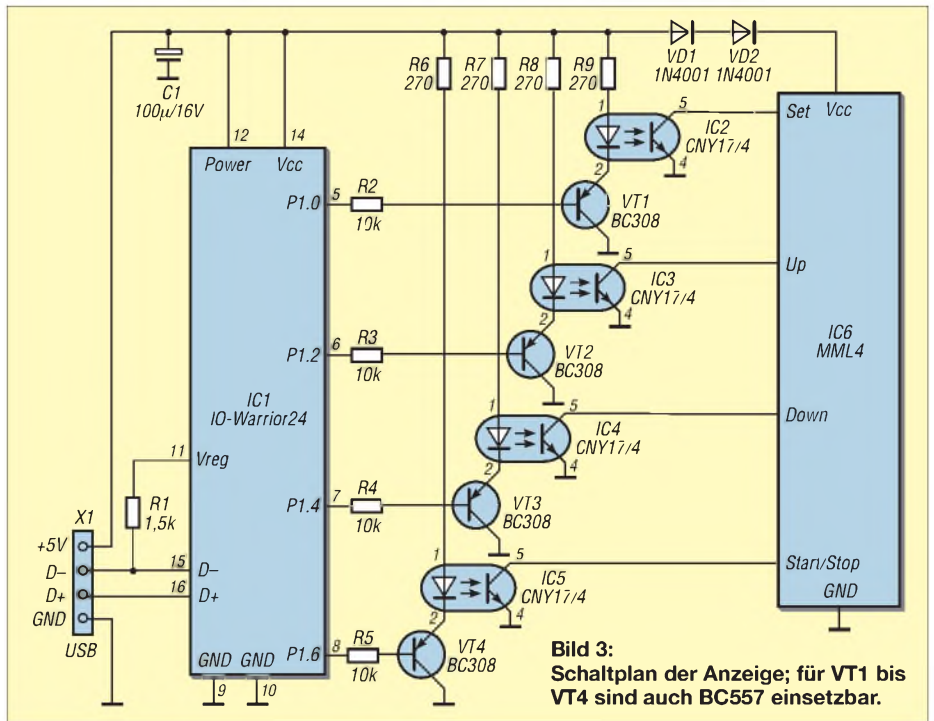 C1
100µ/16V
R6
270
R7
270
R8
270
R9
270
VD1
1N4001
VD2
1N4001
12
14
Power
Vcc
1
5
IC2
CNY17/4
4
2
Set
Vcc
P1.0
5
R2
10k
VT1
BC308
1
5
IC3
CNY17/4
4
2
Up
P1.2
6
R3
10k
VT2
BC308
IC1
IO-Warrior24
IC6
MML4
1
5
IC4
CNY17/4
4
2
Down
11
Vreg
R1
1,5k
P1.4
7
R4
10k
VT3
BC308
X1
+5V
D−
D+
GND
USB
15
D−
16
D+
1
5
IC5
CNY17/4
4
2
Start/Stop
GND
P1.6
8
R5
10k
VT4
BC308
GND
GND
9
10
Bild 3:
Schaltplan der Anzeige; für VT1 bis
VT4 sind auch BC557 einsetzbar.